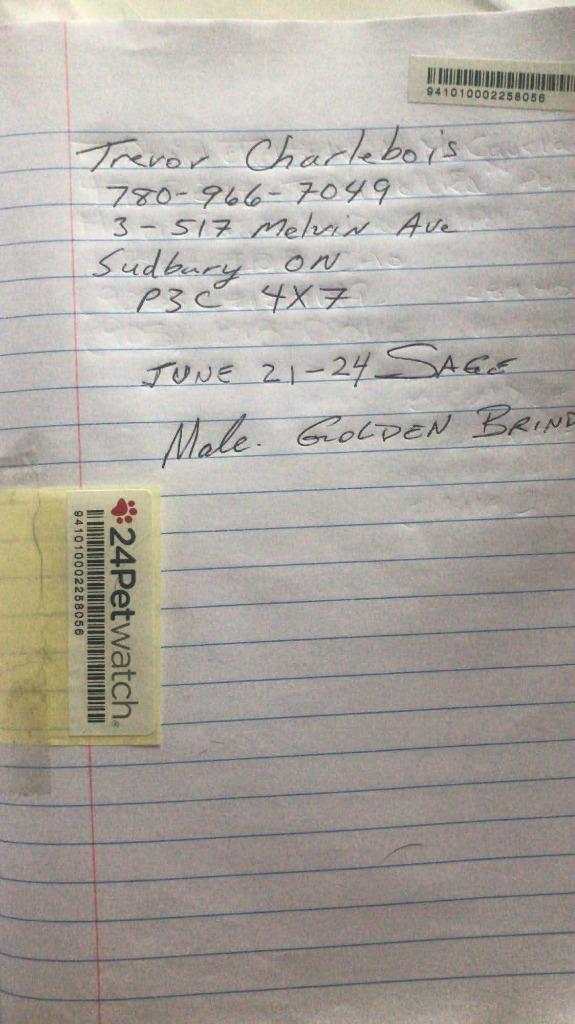 941010002258056
Trevor Charlebois
780-966-7049
3-517 Melvin Ave
Sudbury ON
P3C 4X7
JUNE 21-24 SAGE
Male. GOLDEN BRIND
24Petwatch®
941010002258056